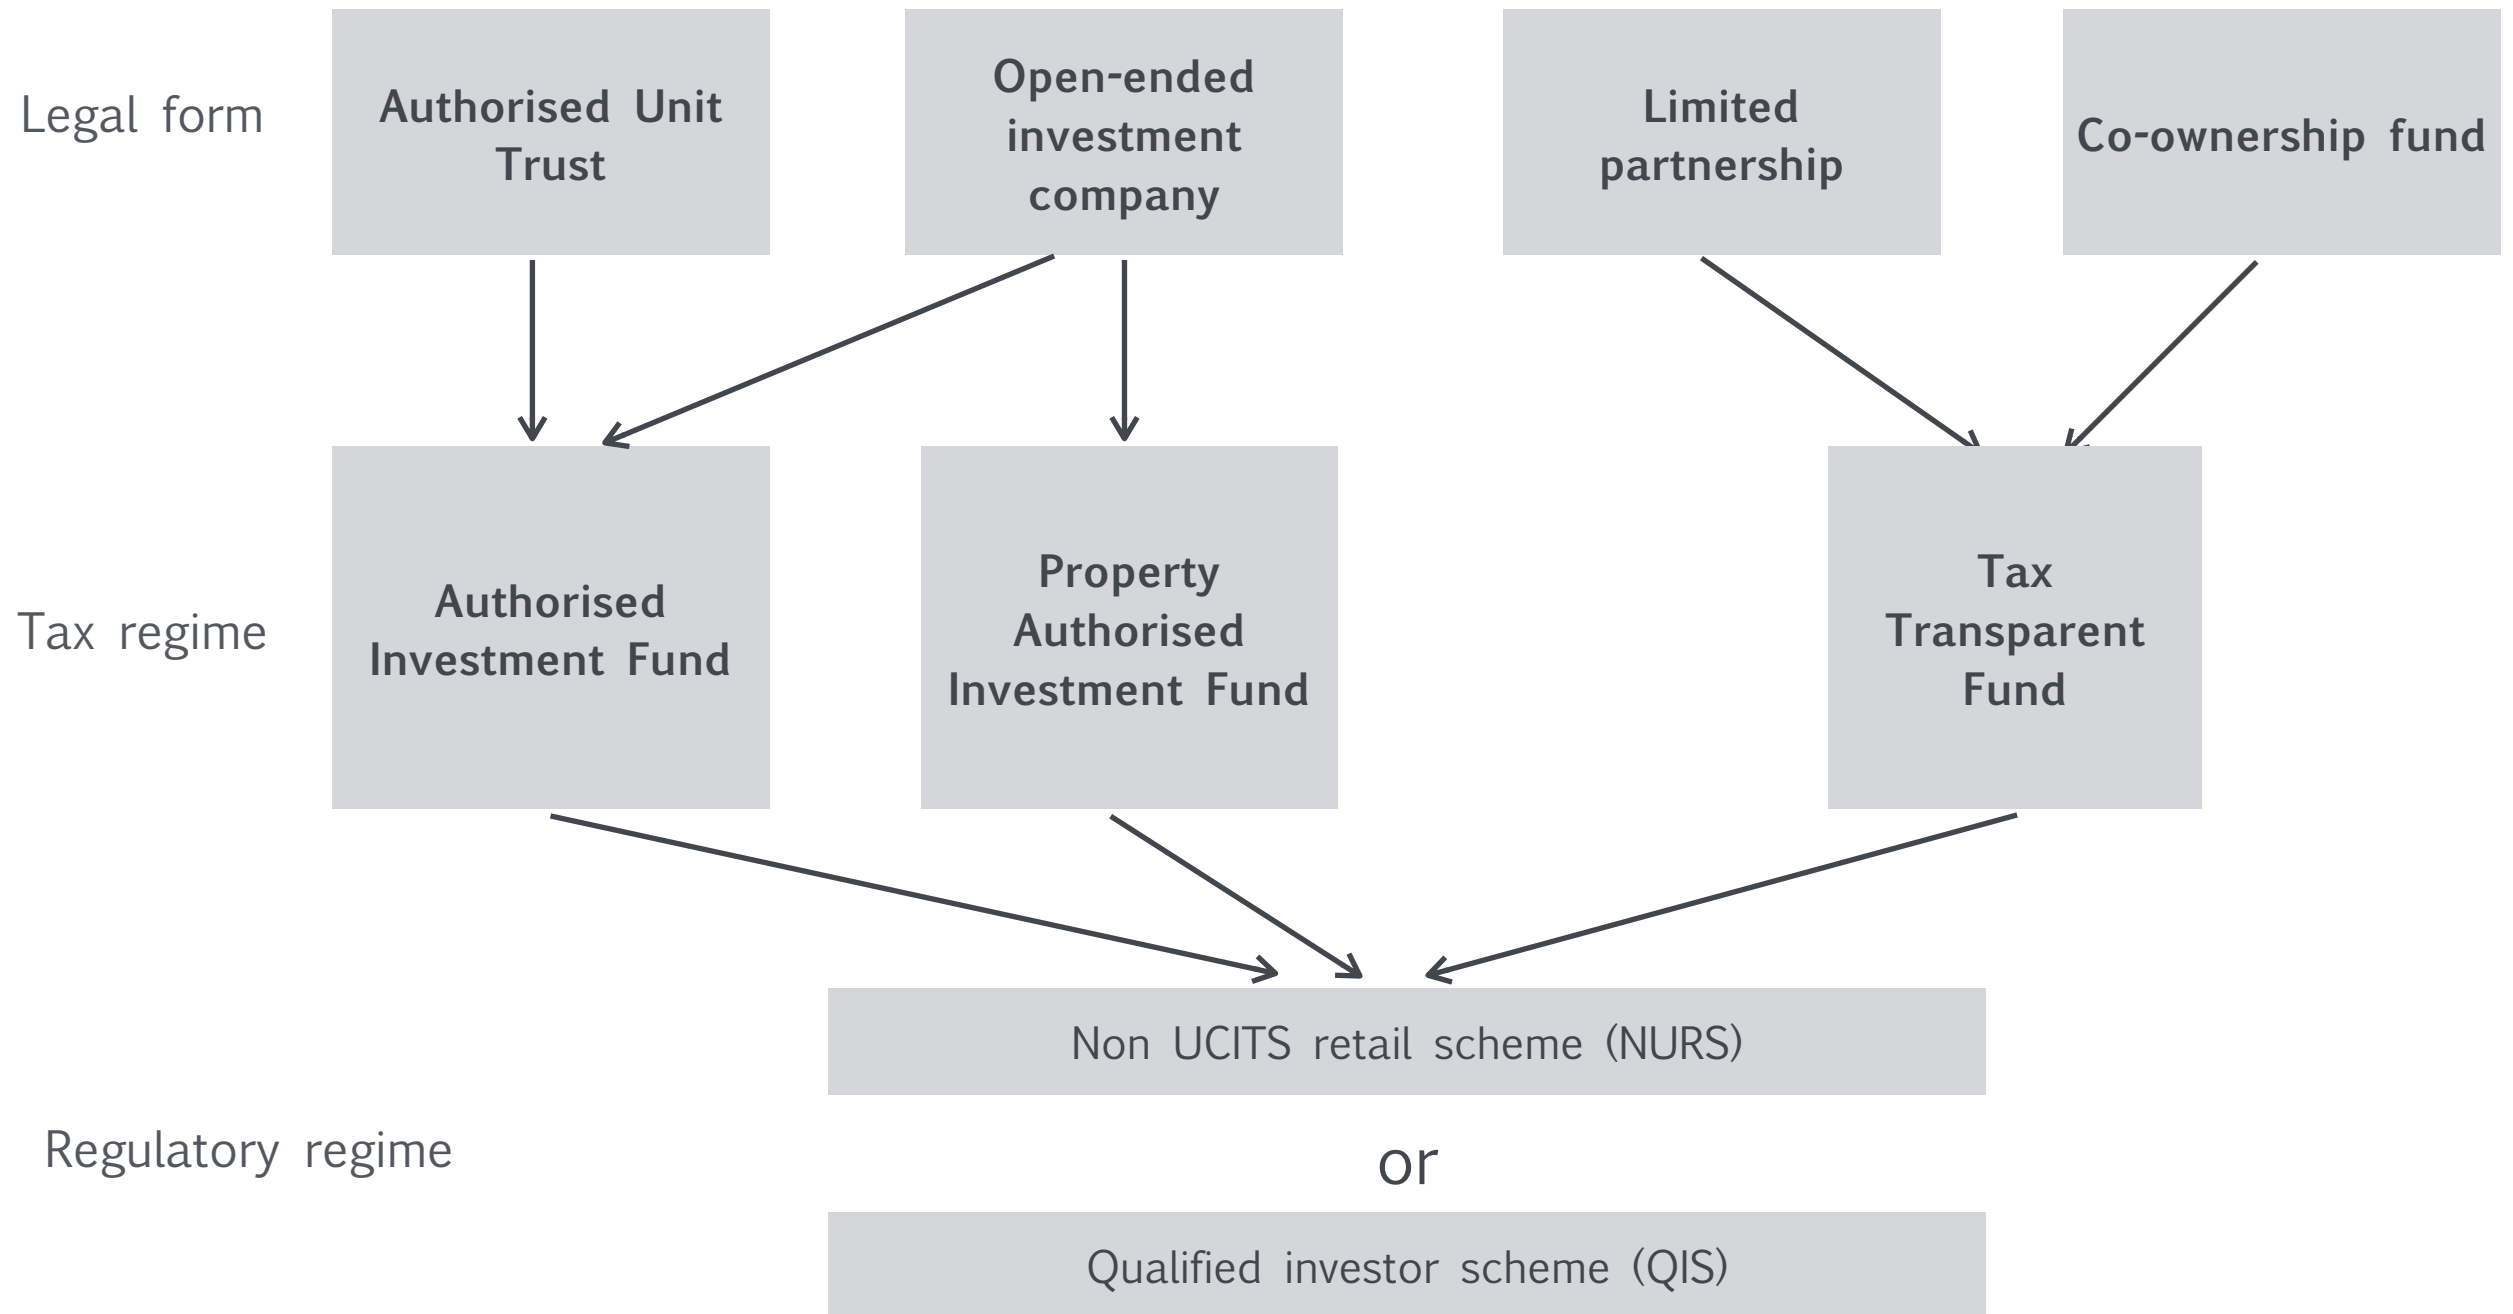 Legal form
Authorised Unit
Trust
Open-ended
investment
company
Limited
partnership
Co-ownership fund
Tax regime
Authorised
Investment Fund
Property
Authorised
Investment Fund
Tax
Transparent
Fund
Regulatory regime
Non UCITS retail scheme (NURS)
or
Qualified investor scheme (QIS)